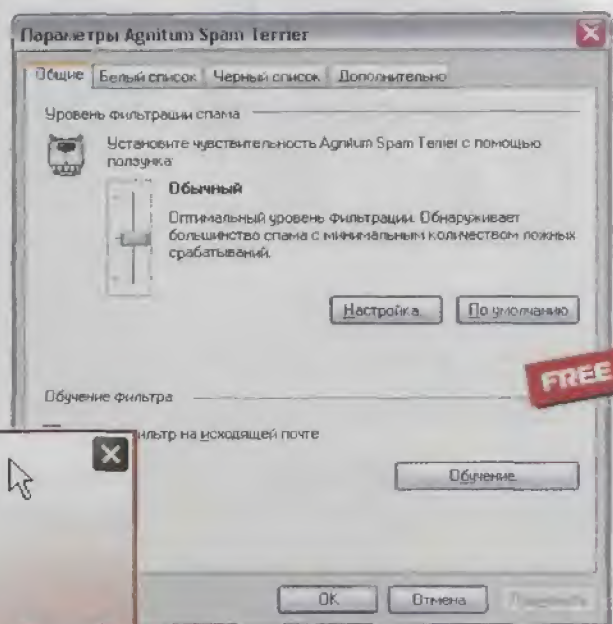 Параметры Agnitum Spam Terrier
Общие Белый список Черный список Дополнительно
Уровень фильтрации спама
Установите чувствительность Agnitum Spam Terrier с помощью
ползунка
Обычный
Оптимальный уровень фильтрации. Обнаруживает
большинство спама с минимальным количеством ложных
срабатываний.
Настройка По умолчанию
FREE
Обучение фильтра
на исходящей почте
Обучение
OK Отмена